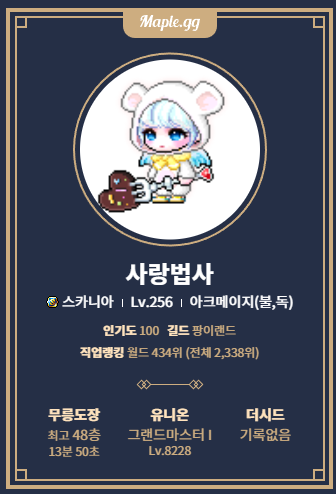 Maple.gg
사랑법사
스카니아 | Lv.256 | 아크메이지(불,독)
인기도 100 길드 팡이랜드
직업랭킹 월드 434위 (전체 2,338위)
무릉도장 유니온 더시드
최고 48층 그랜드마스터 I 기록없음
13분 50초 Lv.8228